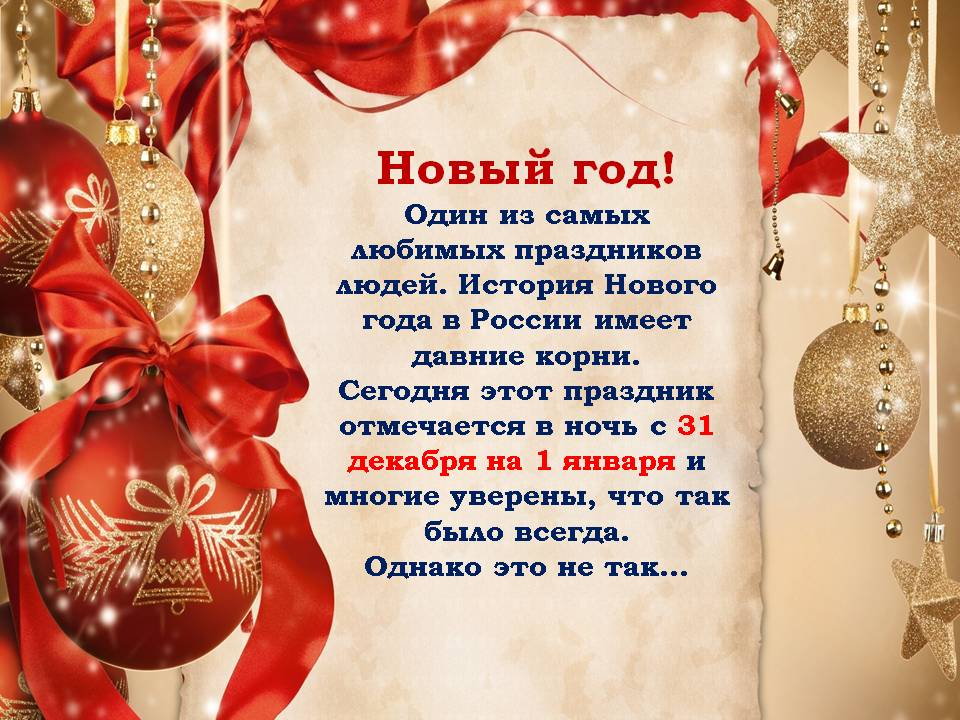 Новый год!
Один из самых
любимых праздников
людей. История Нового
года в России имеет
давние корни.
Сегодня этот праздник
отмечается в ночь с 31
декабря на 1 января и
многие уверены, что так
было всегда.
Однако это не так...